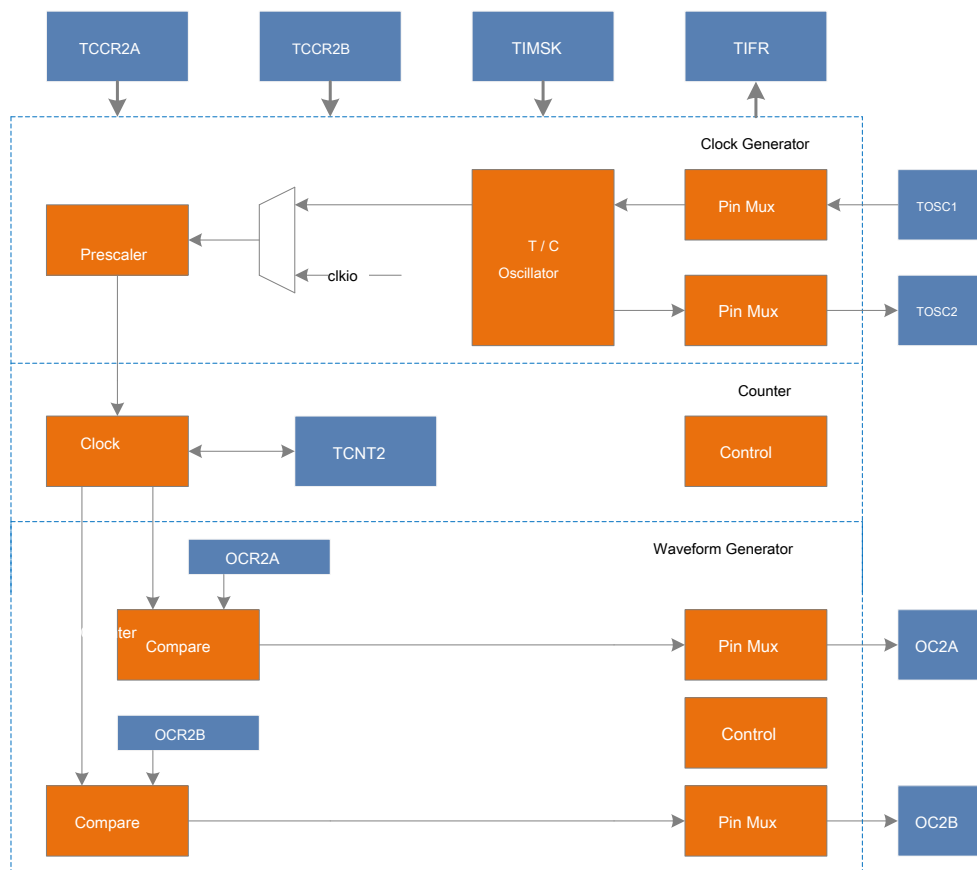 TCCR2A
TCCR2B
TIMSK
TIFR
Clock Generator
Pin Mux
TOSC1
Prescaler
T / C
Oscillator
clkio
Pin Mux
TOSC2
Counter
Clock
TCNT2
Control
Waveform Generator
OCR2A
ter
Compare
Pin Mux
OC2A
OCR2B
Control
Compare
Pin Mux
OC2B